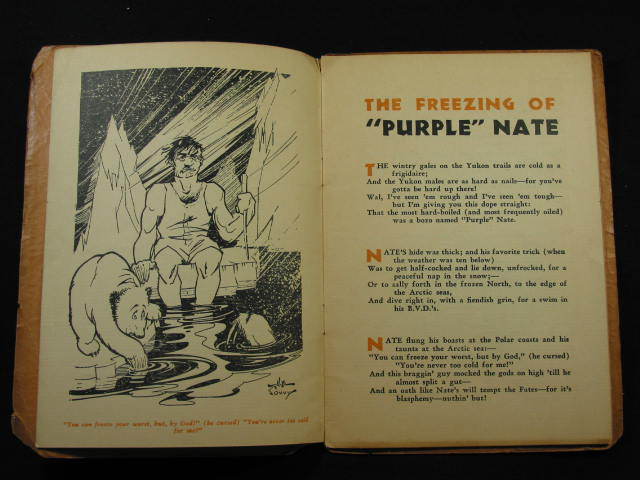 "You can freeze your worst, but, by God!" (he cursed) "You're never too cold
for me!"
THE FREEZING OF
"PURPLE" NATE
THE wintry gales on the Yukon trails are cold as a
frigidaire;
And the Yukon males are as hard as nails—for you've
gotta be hard up there!
Wal, I've seen 'em rough and I've seen 'em tough—
but I'm giving you this dope straight:
That the most hard-boiled (and most frequently oiled)
was a bozo named "Purple" Nate.
NATE'S hide was thick; and his favorite trick (when
the weather was ten below)
Was to get half-cocked and lie down, unfrocked, for a
peaceful nap in the snow;—
Or to sally forth in the frozen North, to the edge of
the Arctic seas,
And dive right in, with a fiendish grin, for a swim in
his B.V.D.'s.
NATE flung his boasts at the Polar coasts and his
taunts at the Arctic sea:—
"You can freeze your worst, but by God," (he cursed)
"You're never too cold for me!"
And this braggin' guy mocked the gods on high 'till he
almost split a gut—
And an oath like Nate's will tempt the Fates—for it's
blasphemy—nuthin' but!